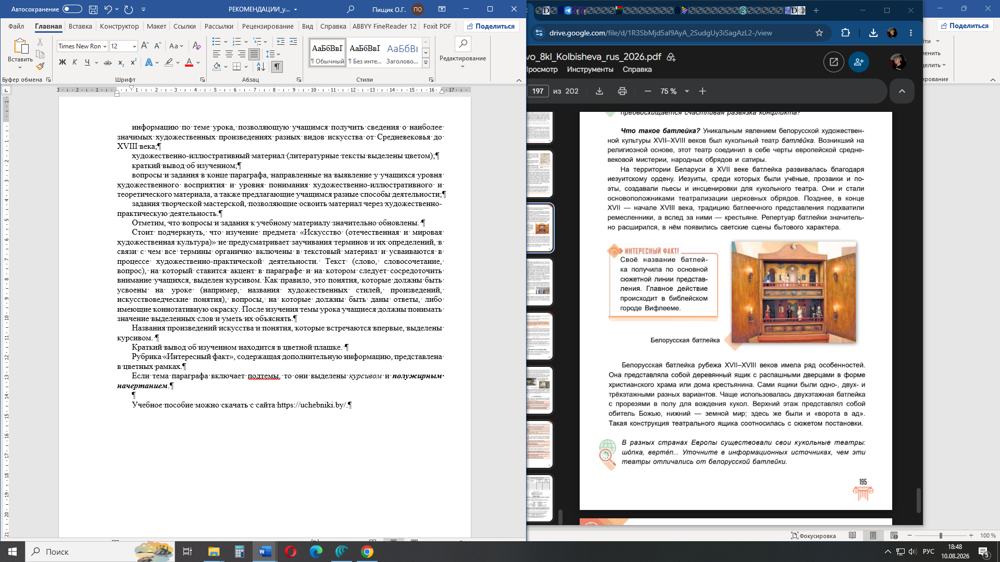 Автосохранение
РЕКОМЕНДАЦИИ_у...
Пищик О.Г.
ПО
Файл Главная Вставка Конструктор Макет Ссылки Рассылки Рецензирование Вид Справка ABBYY FineReader 12 Foxit PDF Поделиться
Вставить
Times New Ron 12
Буфер обмена Шрифт Абзац Стили
АаБбВвГ АаБбВвГ АаБбВ
¶ Обычный ¶ Без инте... Заголово...
Редактирование
информацию по теме урока, позволяющую учащимся получить сведения о наиболее
значимых художественных произведениях разных видов искусства от Средневековья до
XVIII века;¶
художественно-иллюстративный материал (литературные тексты выделены цветом);¶
краткий вывод об изученном;¶
вопросы и задания в конце параграфа, направленные на выявление у учащихся уровня
художественного восприятия и уровня понимания художественно-иллюстративного и
теоретического материала, а также предлагающие учащимся разные способы деятельности;¶
задания творческой мастерской, позволяющие освоить материал через художественно-
практическую деятельность.¶
Отметим, что вопросы и задания к учебному материалу значительно обновлены. ¶
Стоит подчеркнуть, что изучение предмета «Искусство (отечественная и мировая
художественная культура)» не предусматривает заучивания терминов и их определений, в
связи с чем все термины органично включены в текстовый материал и усваиваются в
процессе художественно-практической деятельности. Текст (слово, словосочетание,
вопрос), на который ставится акцент в параграфе и на котором следует сосредоточить
внимание учащихся, выделен курсивом. Как правило, это понятия, которые должны быть
усвоены на уроке (например, названия художественных стилей, произведений,
искусствоведческие понятия), вопросы, на которые должны быть даны ответы, либо
имеющие коннотативную окраску. После изучения темы урока учащиеся должны понимать
значение выделенных слов и уметь их объяснять.¶
Названия произведений искусства и понятия, которые встречаются впервые, выделены
курсивом. ¶
Краткий вывод об изученном находится в цветной плашке. ¶
Рубрика «Интересный факт», содержащая дополнительную информацию, представлена
в цветных рамках.¶
Если тема параграфа включает подтемы, то они выделены курсивом и полужирным
начертанием.¶
¶
Учебное пособие можно скачать с сайта https://uchebniki.by/.¶
drive.google.com/file/d/1R3SbMjd5al9AyA_2SudgUy3iSagAzL2-/view
vo_8kl_Kolbisheva_rus_2026.pdf
Просмотр Инструменты Справка
197 из 202 75 %
превосхищается счастливая развязка конфликта?
Что такое батлейка? Уникальным явлением белорусской художествен-
ной культуры XVII–XVIII веков был кукольный театр батле́йка. Возникший на
религиозной основе, этот театр соединил в себе черты европейской средне-
вековой мистерии, народных обрядов и сатиры.
На территории Беларуси в XVII веке батлейка развивалась благодаря
иезуитскому ордену. Иезуиты, среди которых были учёные, прозаики и по-
эты, создавали пьесы и инсценировки для кукольного театра. Они и стали
основоположниками театрализации церковных обрядов. Позднее, в конце
XVII — начале XVIII века, традицию батлеечного представления подхватили
ремесленники, а вслед за ними — крестьяне. Репертуар батлейки значитель-
но расширился, в нём появились светские сцены бытового характера.
ИНТЕРЕСНЫЙ ФАКТ!
Своё название батлей-
ка получила по основной
сюжетной линии представ-
ления. Главное действие
происходит в библейском
городе Вифлееме.
Белорусская батлейка
Белорусская батлейка рубежа XVII–XVIII веков имела ряд особенностей.
Она представляла собой деревянный ящик с распашными дверцами в форме
христианского храма или дома крестьянина. Сами ящики были одно-, двух- и
трёхэтажными разных вариантов. Чаще использовалась двухэтажная батлейка
с прорезями в полу для вождения кукол. Верхний этаж представлял собой
обитель Божью, нижний — земной мир; здесь же были и «ворота в ад».
Такая конструкция театрального ящика соотносилась с сюжетом постановки.
В разных странах Европы существовали свои кукольные театры:
шо́пка, верте́п... Уточните в информационных источниках, чем эти
театры отличались от белорусской батлейки.
195
Поделиться
Фокусировка
100 %
Поиск
РУС
18:48
10.08.2026
5